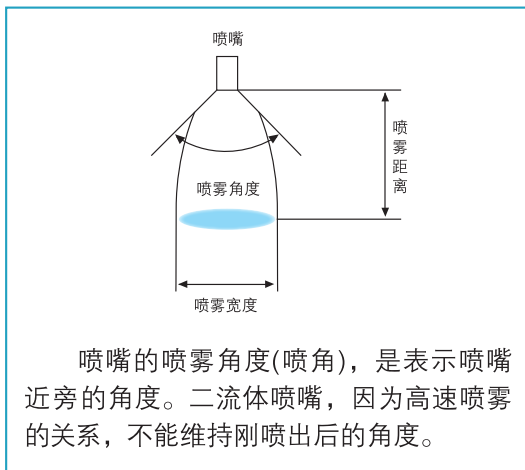 喷嘴
喷雾距离
喷雾角度
喷雾宽度
喷嘴的喷雾角度(喷角)，是表示喷嘴
近旁的角度。二流体喷嘴，因为高速喷雾
的关系，不能维持刚喷出后的角度。